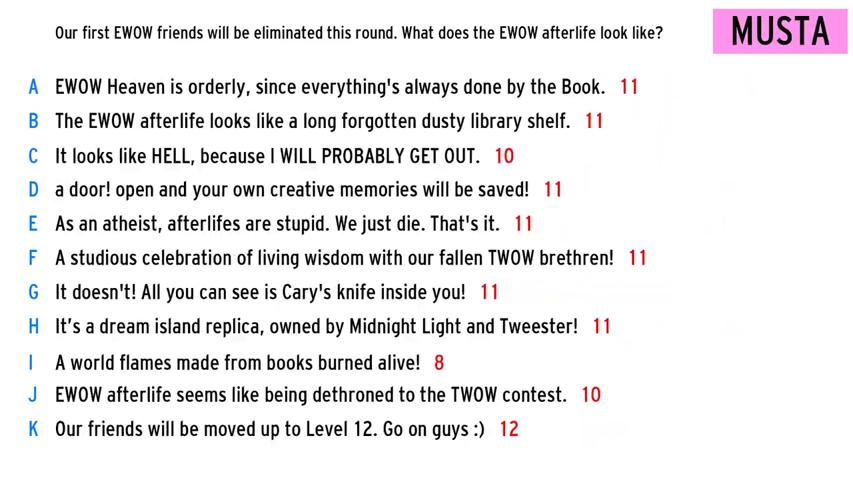 Our first EWOW friends will be eliminated this round. What does the EWOW afterlife look like?
MUSTA
A EWOW Heaven is orderly, since everything's always done by the Book. 11
B The EWOW afterlife looks like a long forgotten dusty library shelf. 11
C It looks like HELL, because I WILL PROBABLY GET OUT. 10
D a door! open and your own creative memories will be saved! 11
E As an atheist, afterlifes are stupid. We just die. That's it. 11
F A studious celebration of living wisdom with our fallen TWOW brethren! 11
G It doesn't! All you can see is Cary's knife inside you! 11
H It’s a dream island replica, owned by Midnight Light and Tweester! 11
I A world flames made from books burned alive! 8
J EWOW afterlife seems like being dethroned to the TWOW contest. 10
K Our friends will be moved up to Level 12. Go on guys :) 12